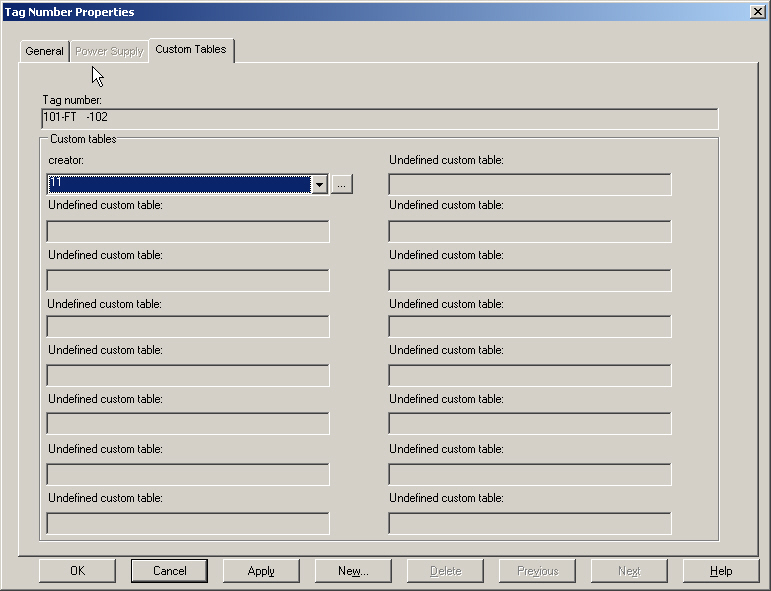 Tag Number Properties
General Power Supply Custom Tables
Tag number:
101-FT -102
Custom tables
creator: Undefined custom table:
11 ...
Undefined custom table: Undefined custom table:
Undefined custom table: Undefined custom table:
Undefined custom table: Undefined custom table:
Undefined custom table: Undefined custom table:
Undefined custom table: Undefined custom table:
Undefined custom table: Undefined custom table:
Undefined custom table: Undefined custom table:
OK Cancel Apply New... Delete Previous Next Help